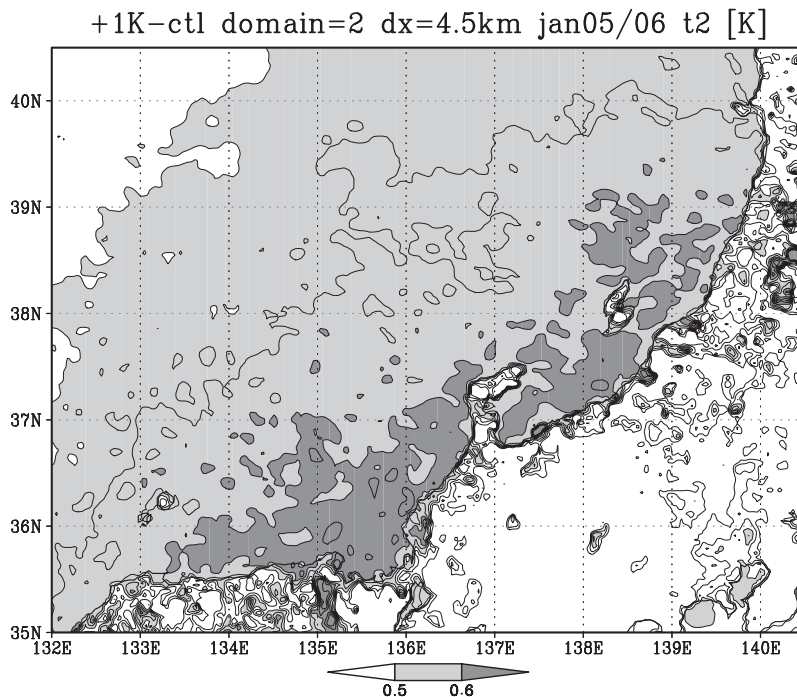 +1K-ctl domain=2 dx=4.5km jan05/06 t2 [K]
40N
39N
38N
37N
36N
35N
132E 133E 134E 135E 136E 137E 138E 139E 140E
0.5 0.6